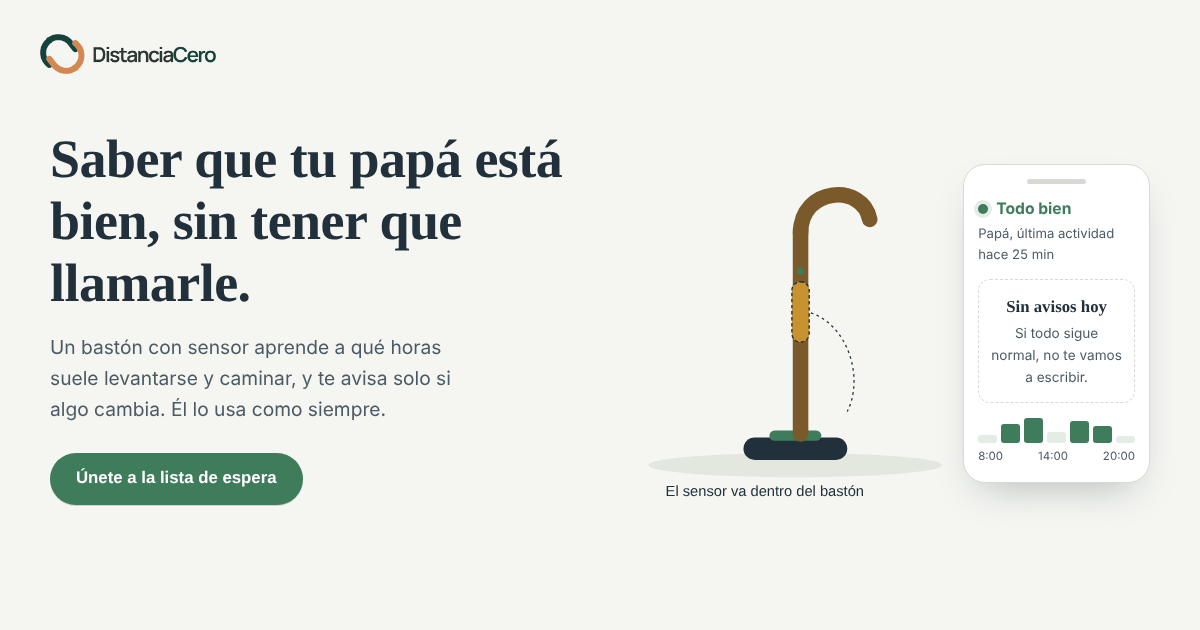 DistanciaCero
Saber que tu papá está
bien, sin tener que
llamarle.
Un bastón con sensor aprende a qué horas
suele levantarse y caminar, y te avisa solo si
algo cambia. Él lo usa como siempre.
Únete a la lista de espera
El sensor va dentro del bastón
Todo bien
Papá, última actividad
hace 25 min
Sin avisos hoy
Si todo sigue
normal, no te vamos
a escribir.
8:00 14:00 20:00